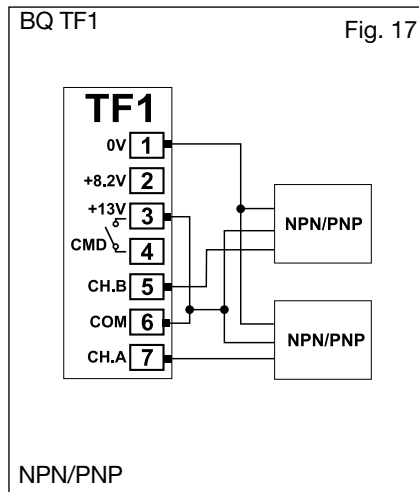 BQ TF1
Fig. 17
TF1
0V 1
+8.2V 2
+13V 3
CMD 4
CH.B 5
COM 6
CH.A 7
NPN/PNP
NPN/PNP
NPN/PNP